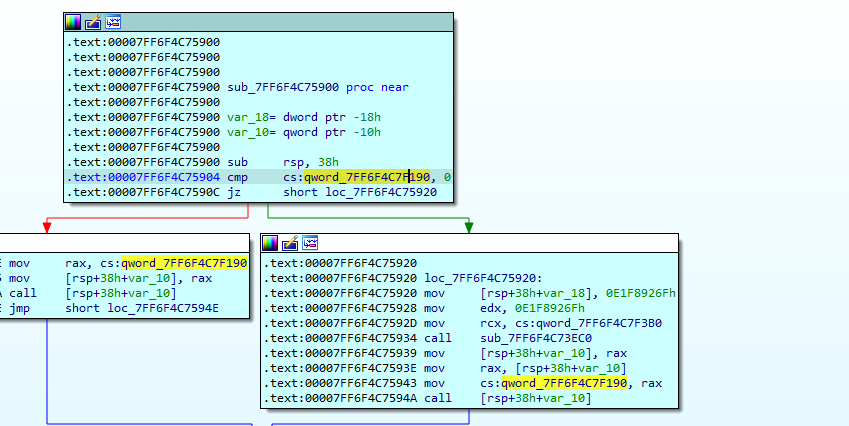 .text:00007FF6F4C75900
.text:00007FF6F4C75900
.text:00007FF6F4C75900
.text:00007FF6F4C75900 sub_7FF6F4C75900 proc near
.text:00007FF6F4C75900
.text:00007FF6F4C75900 var_18= dword ptr -18h
.text:00007FF6F4C75900 var_10= qword ptr -10h
.text:00007FF6F4C75900
.text:00007FF6F4C75900 sub rsp, 38h
.text:00007FF6F4C75904 cmp cs:qword_7FF6F4C7F190, 0
.text:00007FF6F4C7590C jz short loc_7FF6F4C75920
E mov rax, cs:qword_7FF6F4C7F190
mov [rsp+38h+var_10], rax
A call [rsp+38h+var_10]
E jmp short loc_7FF6F4C7594E
.text:00007FF6F4C75920
.text:00007FF6F4C75920 loc_7FF6F4C75920:
.text:00007FF6F4C75920 mov [rsp+38h+var_18], 0E1F8926Fh
.text:00007FF6F4C75928 mov edx, 0E1F8926Fh
.text:00007FF6F4C7592D mov rcx, cs:qword_7FF6F4C7F3B0
.text:00007FF6F4C75934 call sub_7FF6F4C73EC0
.text:00007FF6F4C75939 mov [rsp+38h+var_10], rax
.text:00007FF6F4C7593E mov rax, [rsp+38h+var_10]
.text:00007FF6F4C75943 mov cs:qword_7FF6F4C7F190, rax
.text:00007FF6F4C7594A call [rsp+38h+var_10]